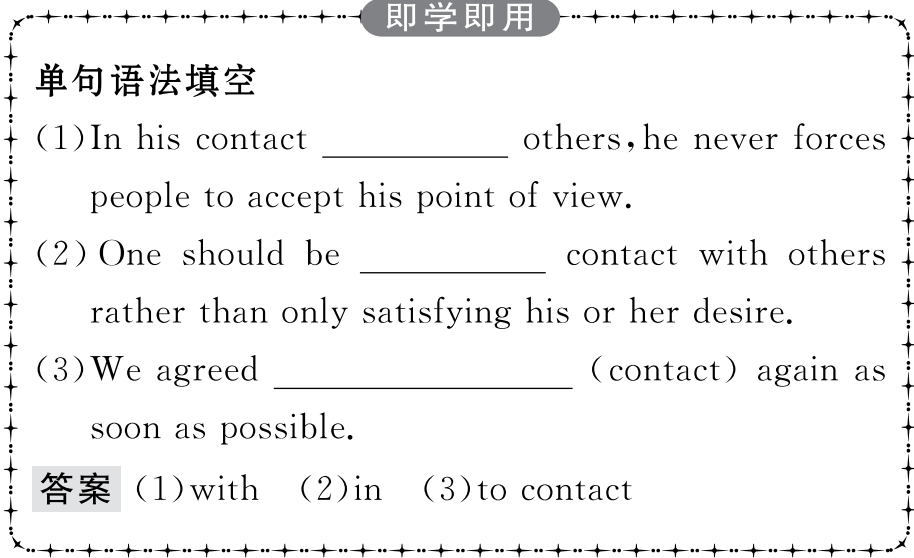 即学即用
单句语法填空
(1)In his contact ________ others,he never forces
people to accept his point of view.
(2)One should be ________ contact with others
rather than only satisfying his or her desire.
(3)We agreed ____________ (contact) again as
soon as possible.
答案 (1)with (2)in (3)to contact